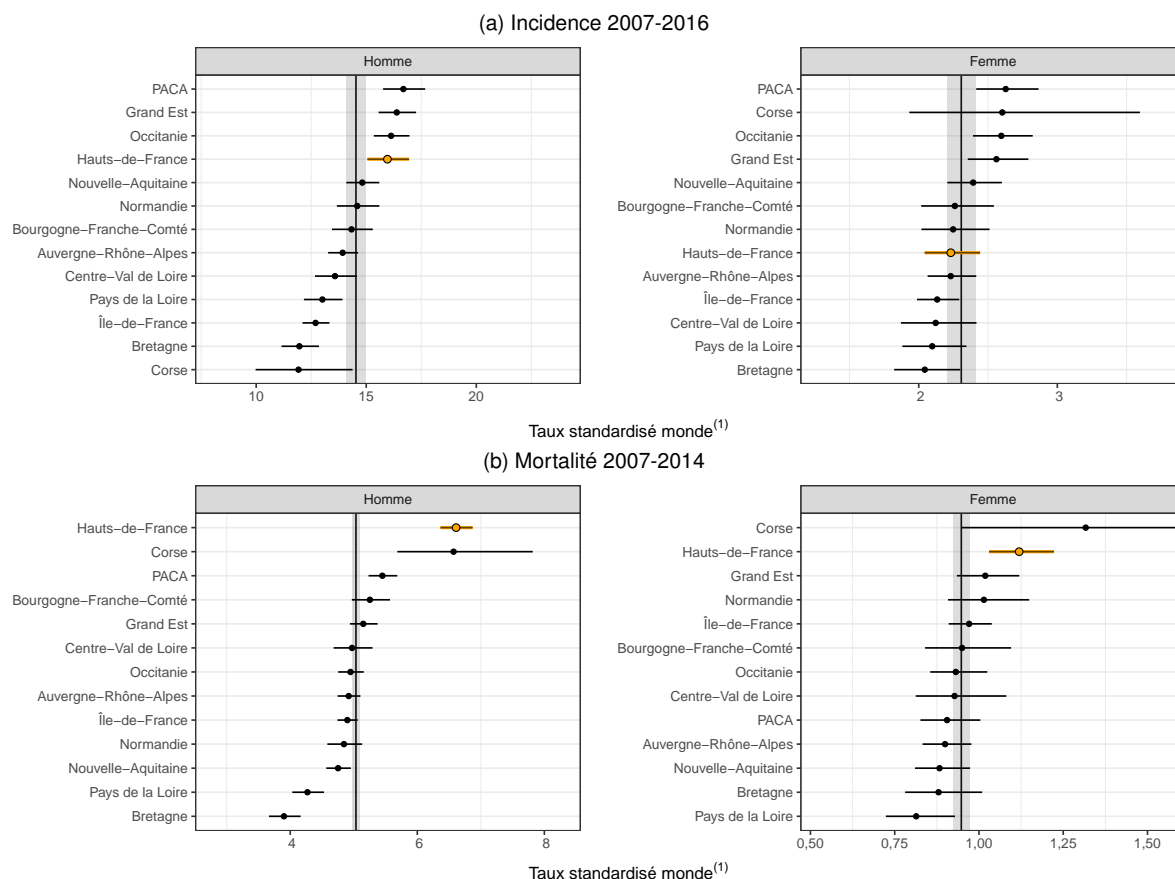 (a) Incidence 2007-2016
Homme
PACA
Grand Est
Occitanie
Hauts−de−France
Nouvelle−Aquitaine
Normandie
Bourgogne−Franche−Comté
Auvergne−Rhône−Alpes
Centre−Val de Loire
Pays de la Loire
Île−de−France
Bretagne
Corse
10 15 20
Femme
PACA
Corse
Occitanie
Grand Est
Nouvelle−Aquitaine
Bourgogne−Franche−Comté
Normandie
Hauts−de−France
Auvergne−Rhône−Alpes
Île−de−France
Centre−Val de Loire
Pays de la Loire
Bretagne
2 3
Taux standardisé monde(1)
(b) Mortalité 2007-2014
Homme
Hauts−de−France
Corse
PACA
Bourgogne−Franche−Comté
Grand Est
Centre−Val de Loire
Occitanie
Auvergne−Rhône−Alpes
Île−de−France
Normandie
Nouvelle−Aquitaine
Pays de la Loire
Bretagne
4 6 8
Femme
Corse
Hauts−de−France
Grand Est
Normandie
Île−de−France
Bourgogne−Franche−Comté
Occitanie
Centre−Val de Loire
PACA
Auvergne−Rhône−Alpes
Nouvelle−Aquitaine
Bretagne
Pays de la Loire
0,50 0,75 1,00 1,25 1,50
Taux standardisé monde(1)